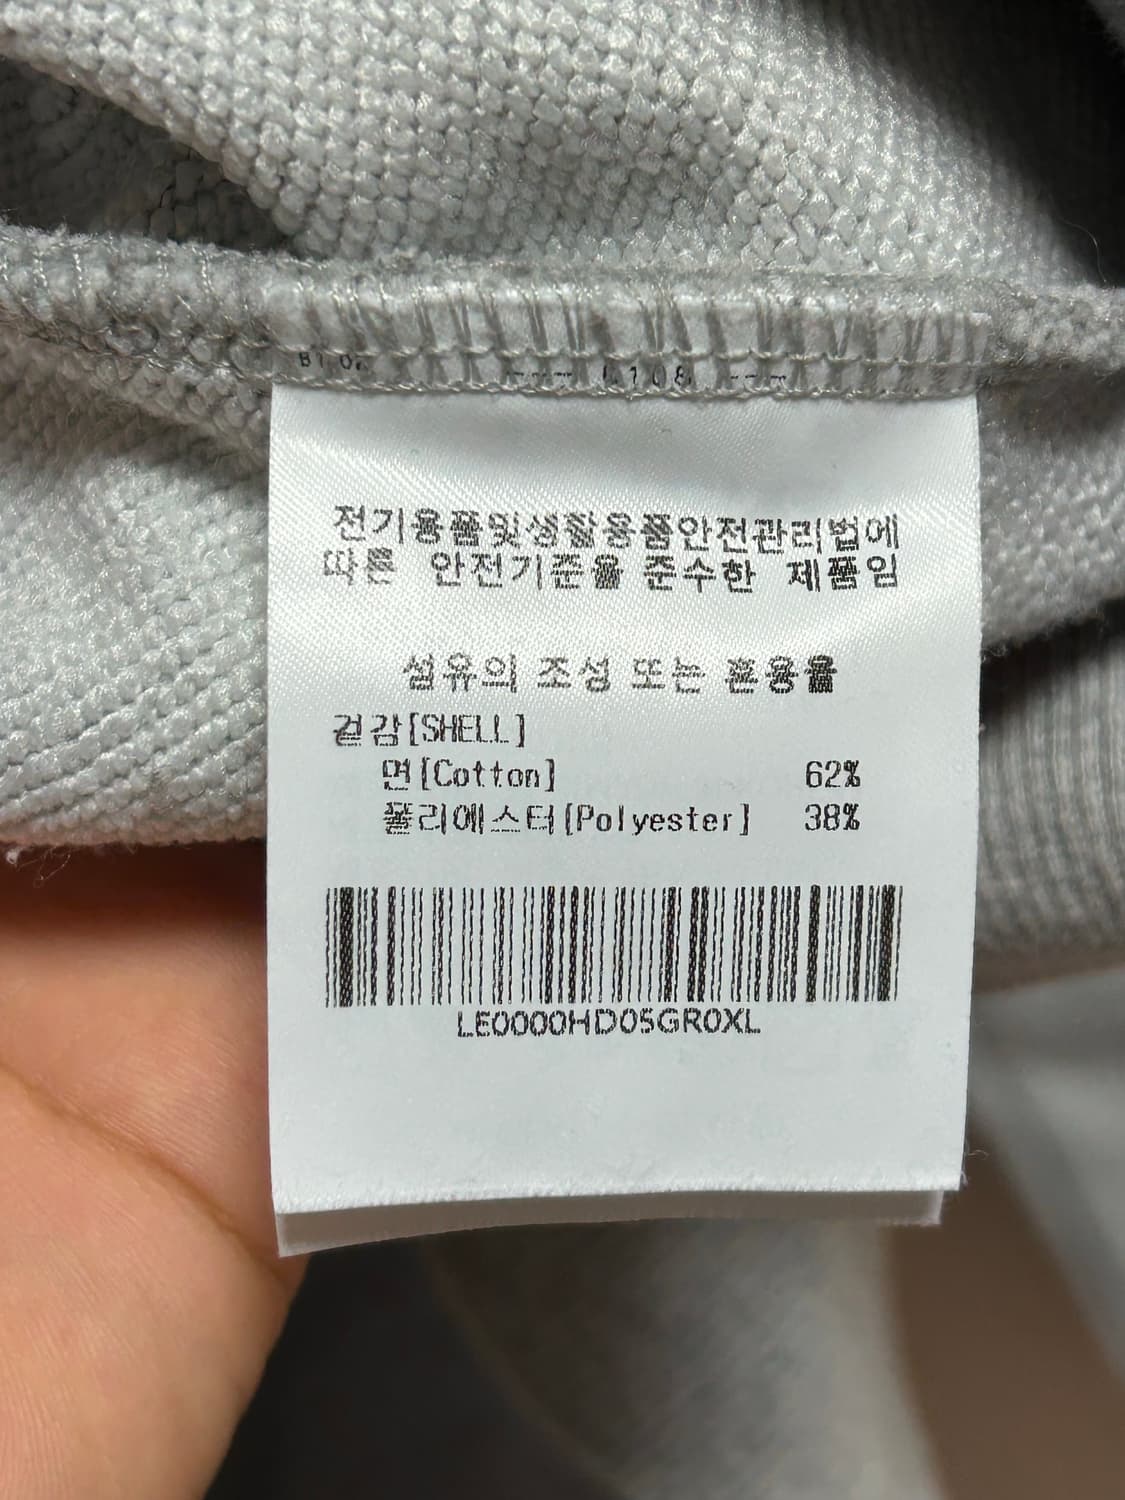 전기용품및생활용품안전관리법에
따른 안전기준을 준수한 제품임
섬유의 조성 또는 혼용율
겉감[SHELL]
면[Cotton] 62%
폴리에스터[Polyester] 38%
LE0000HD05GR0XL